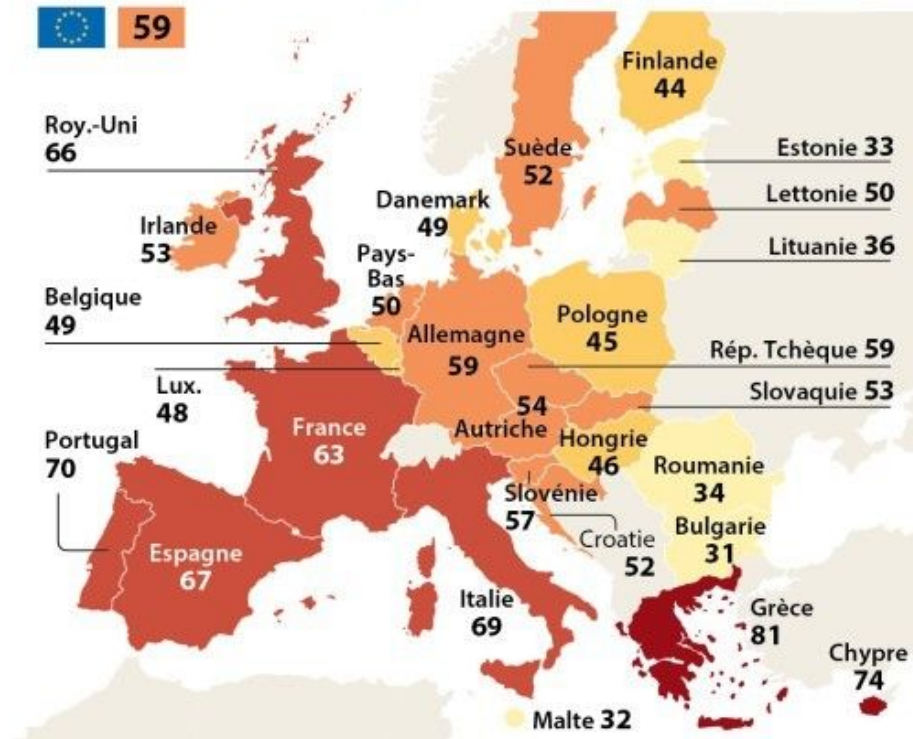 59
Finlande
44
Roy.-Uni
66
Suède
52
Estonie 33
Lettonie 50
Danemark
49
Irlande
53
Lituanie 36
Pays-
Bas
50
Belgique
49
Allemagne
59
Pologne
45
Rép. Tchèque 59
Lux.
48
Slovaquie 53
54
Autriche
France
63
Portugal
70
Hongrie
46
Roumanie
34
Slovénie
57
Croatie
52
Bulgarie
31
Espagne
67
Italie
69
Grèce
81
Chypre
74
Malte 32